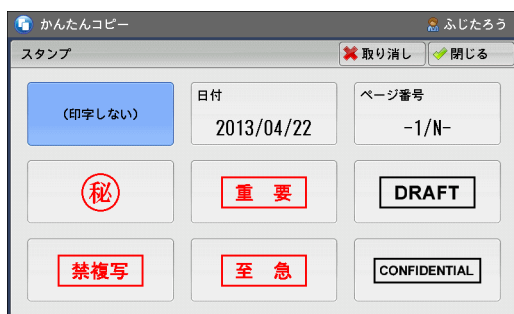 かんたんコピー ふじたろう
スタンプ 取り消し 閉じる
(印字しない)
日付
2013/04/22
ページ番号
-1/N-
秘
重 要
DRAFT
禁複写
至 急
CONFIDENTIAL